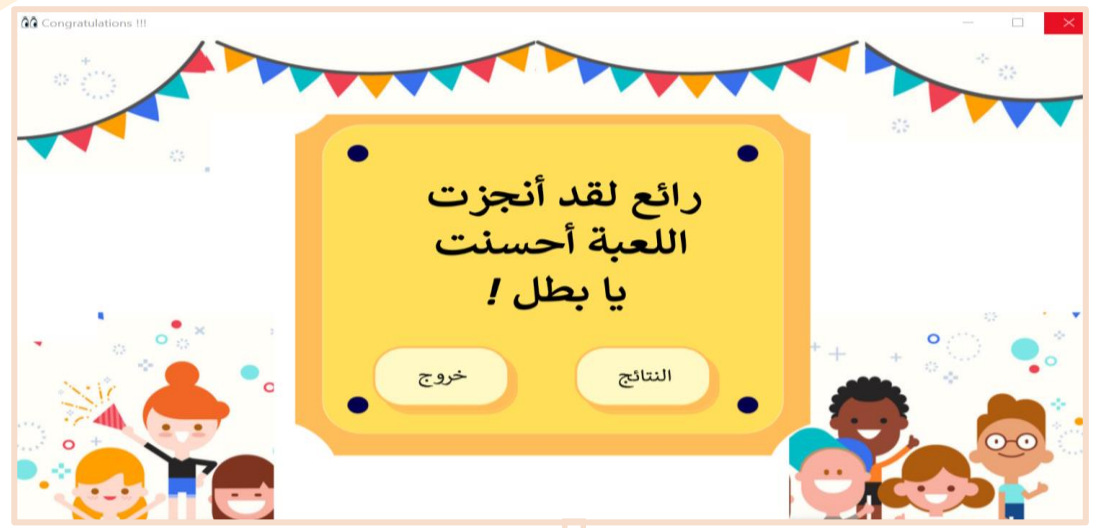 Congratulations !!!
رائع لقد أنجزت
اللعبة أحسنت
يا بطل !
النتائج
خروج